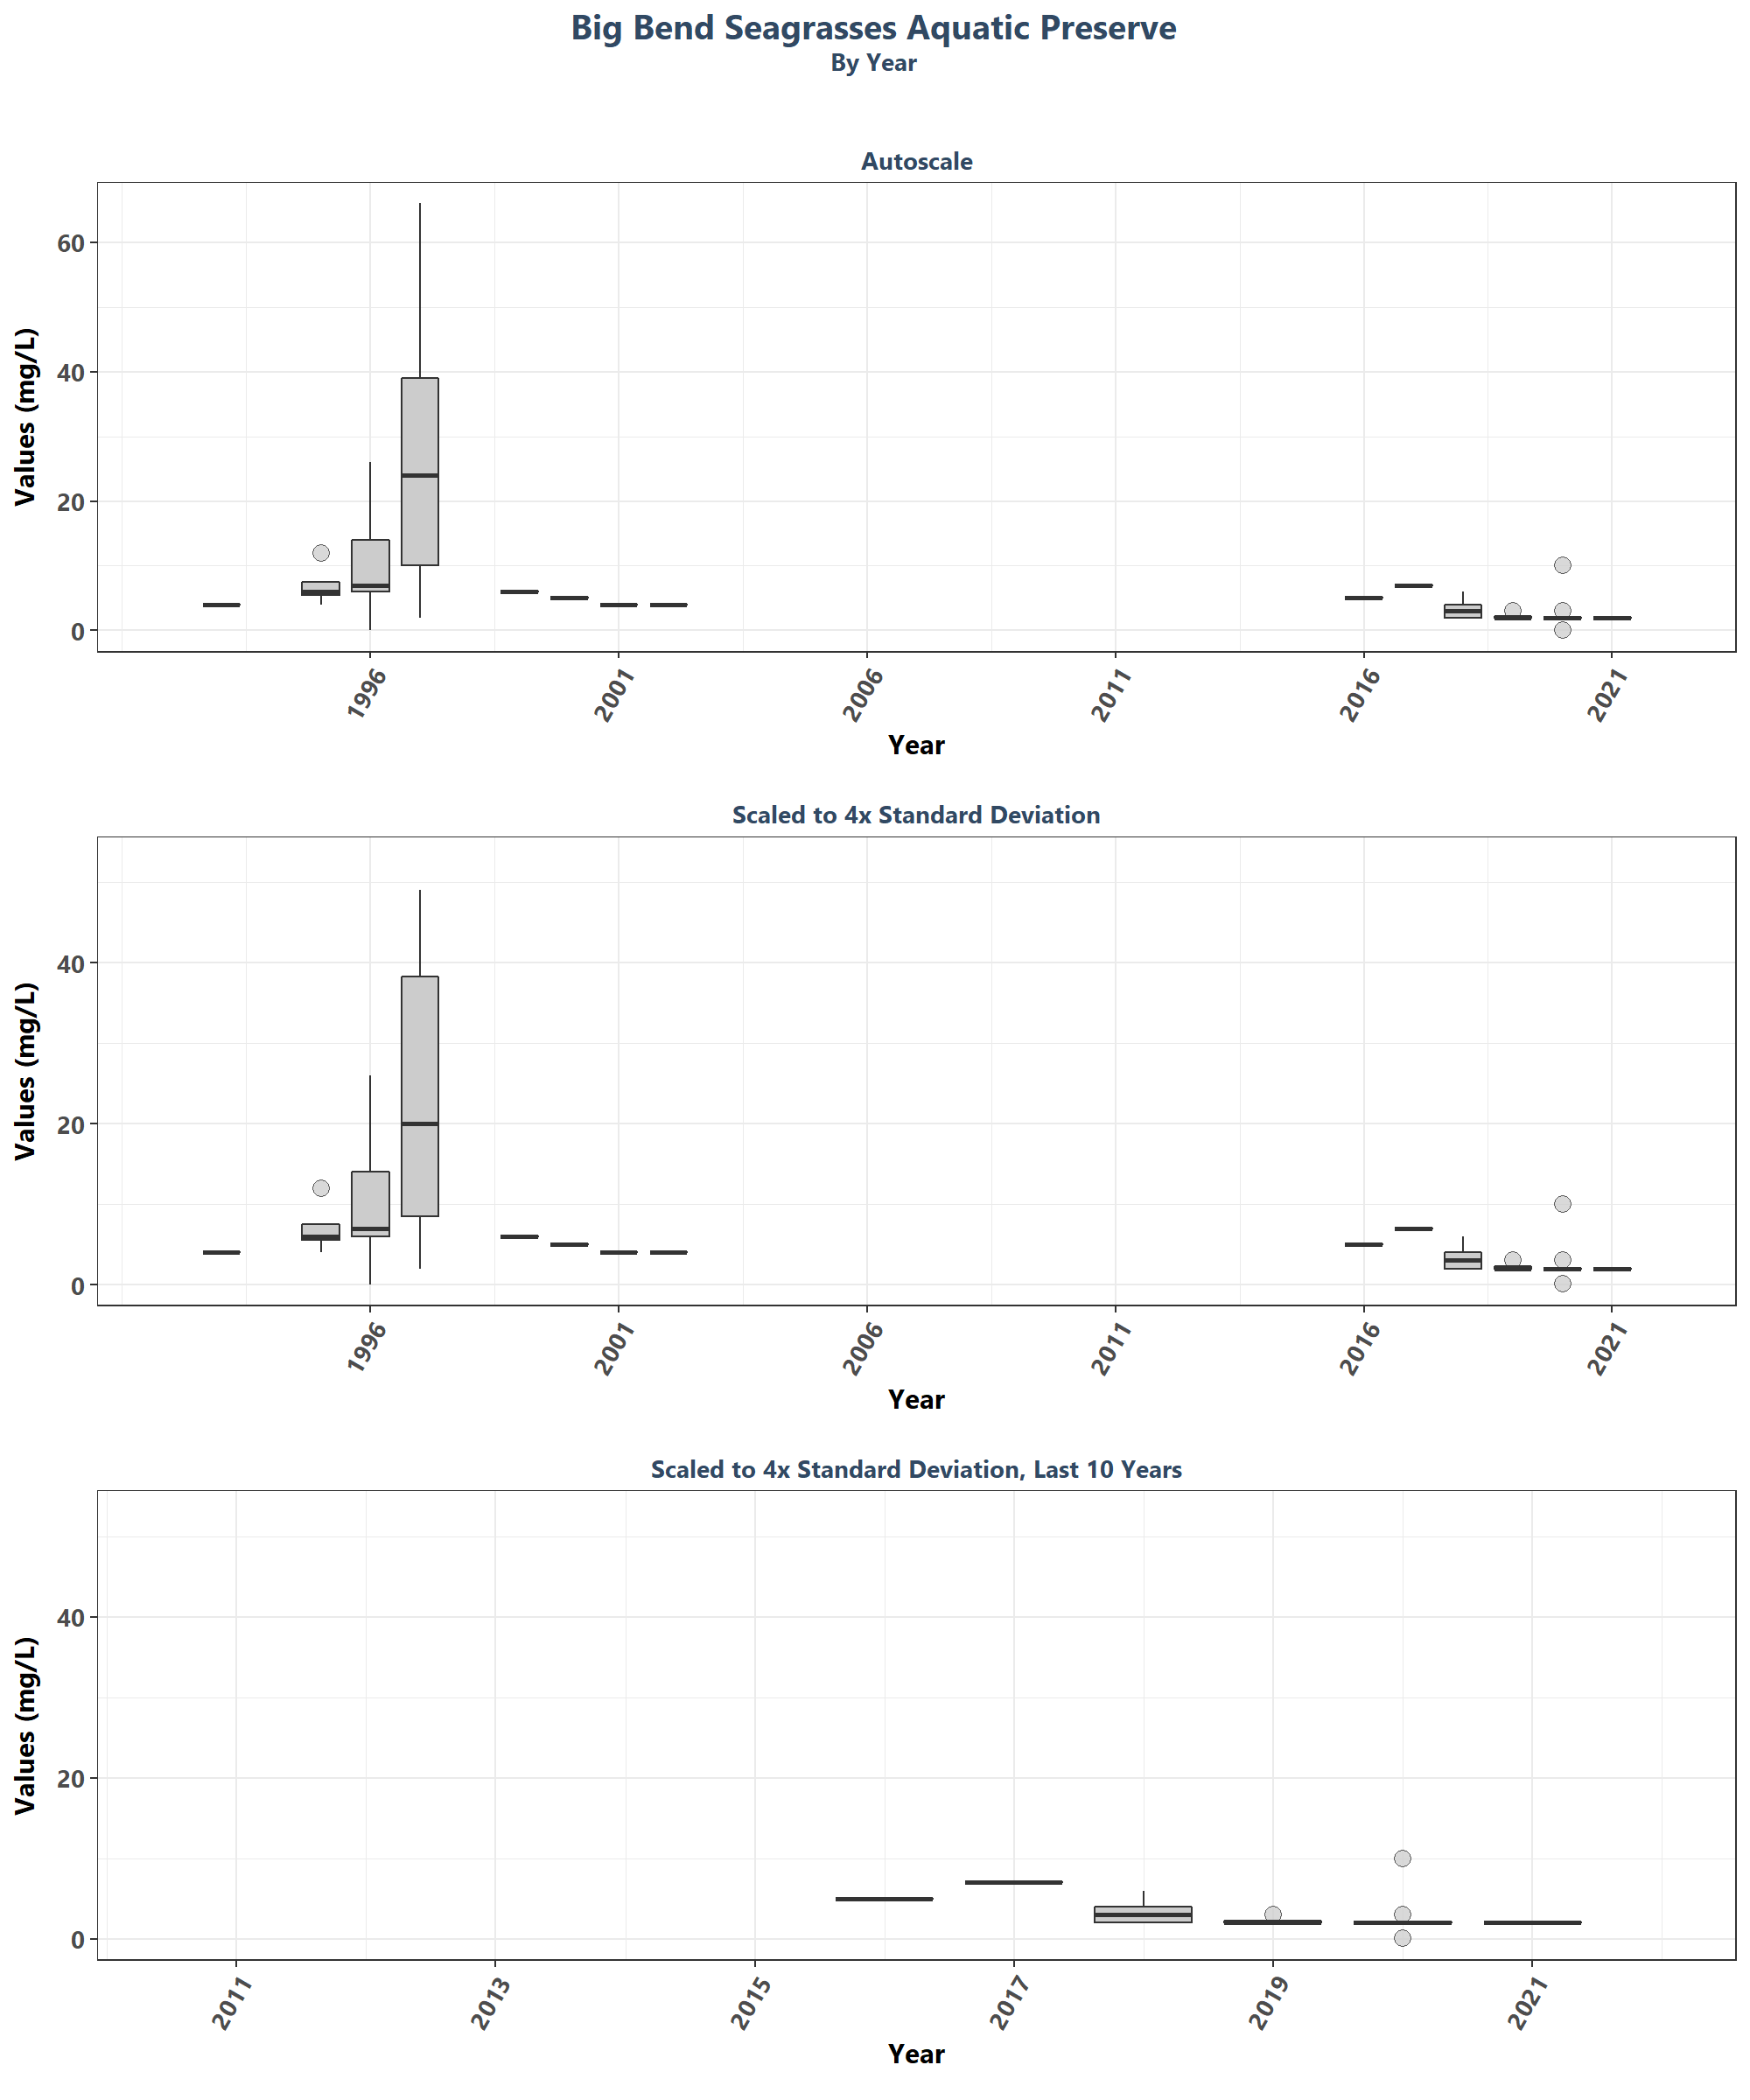 Big Bend Seagrasses Aquatic Preserve
By Year
Autoscale
Values (mg/L)
60
40
20
0
1996
2001
2006
2011
2016
2021
Year
Scaled to 4x Standard Deviation
Values (mg/L)
40
20
0
1996
2001
2006
2011
2016
2021
Year
Scaled to 4x Standard Deviation, Last 10 Years
Values (mg/L)
40
20
0
2011
2013
2015
2017
2019
2021
Year